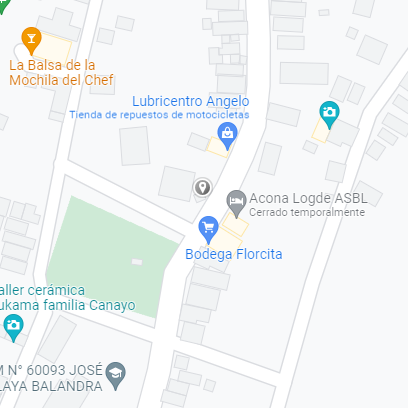 La Balsa de la
Mochila del Chef
Lubricentro Angelo
Tienda de repuestos de motocicletas
Acona Logde ASBL
Cerrado temporalmente
Bodega Florcita
aller cerámica
ukama familia Canayo
M N° 60093 JOSÉ
LAYA BALANDRA